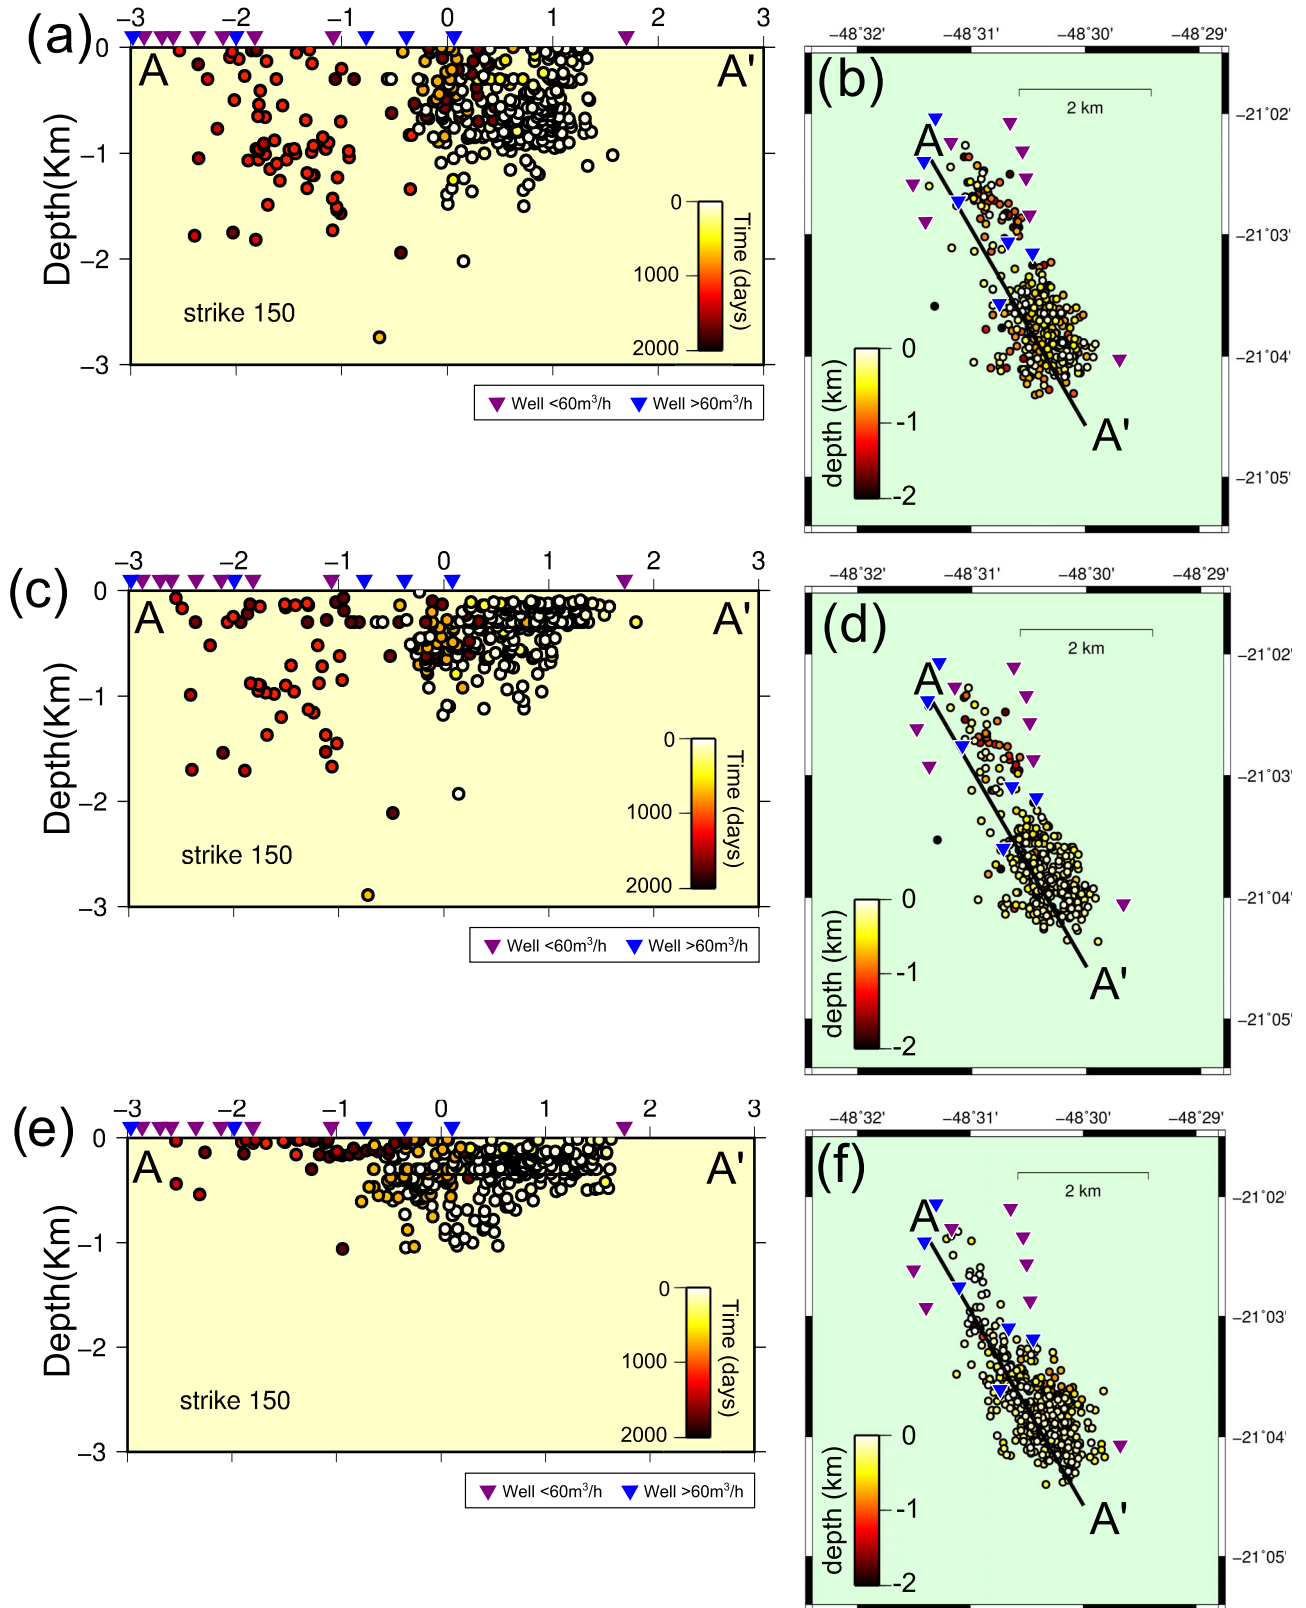 (a)
−3 −2 −1 0 1 2 3
0
−1
−2
−3
Depth(Km)
A A'
strike 150
0
1000
2000
Time (days)
Well <60m³/h Well >60m³/h
(b)
−48˚32' −48˚31' −48˚30' −48˚29'
2 km
−21˚02'
−21˚03'
−21˚04'
−21˚05'
A
A'
depth (km)
0
-1
-2
(c)
−3 −2 −1 0 1 2 3
0
−1
−2
−3
Depth(Km)
A A'
strike 150
0
1000
2000
Time (days)
Well <60m³/h Well >60m³/h
(d)
−48˚32' −48˚31' −48˚30' −48˚29'
2 km
−21˚02'
−21˚03'
−21˚04'
−21˚05'
A
A'
depth (km)
0
-1
-2
(e)
−3 −2 −1 0 1 2 3
0
−1
−2
−3
Depth(Km)
A A'
strike 150
0
1000
2000
Time (days)
Well <60m³/h Well >60m³/h
(f)
−48˚32' −48˚31' −48˚30' −48˚29'
2 km
−21˚02'
−21˚03'
−21˚04'
−21˚05'
A
A'
depth (km)
0
-1
-2